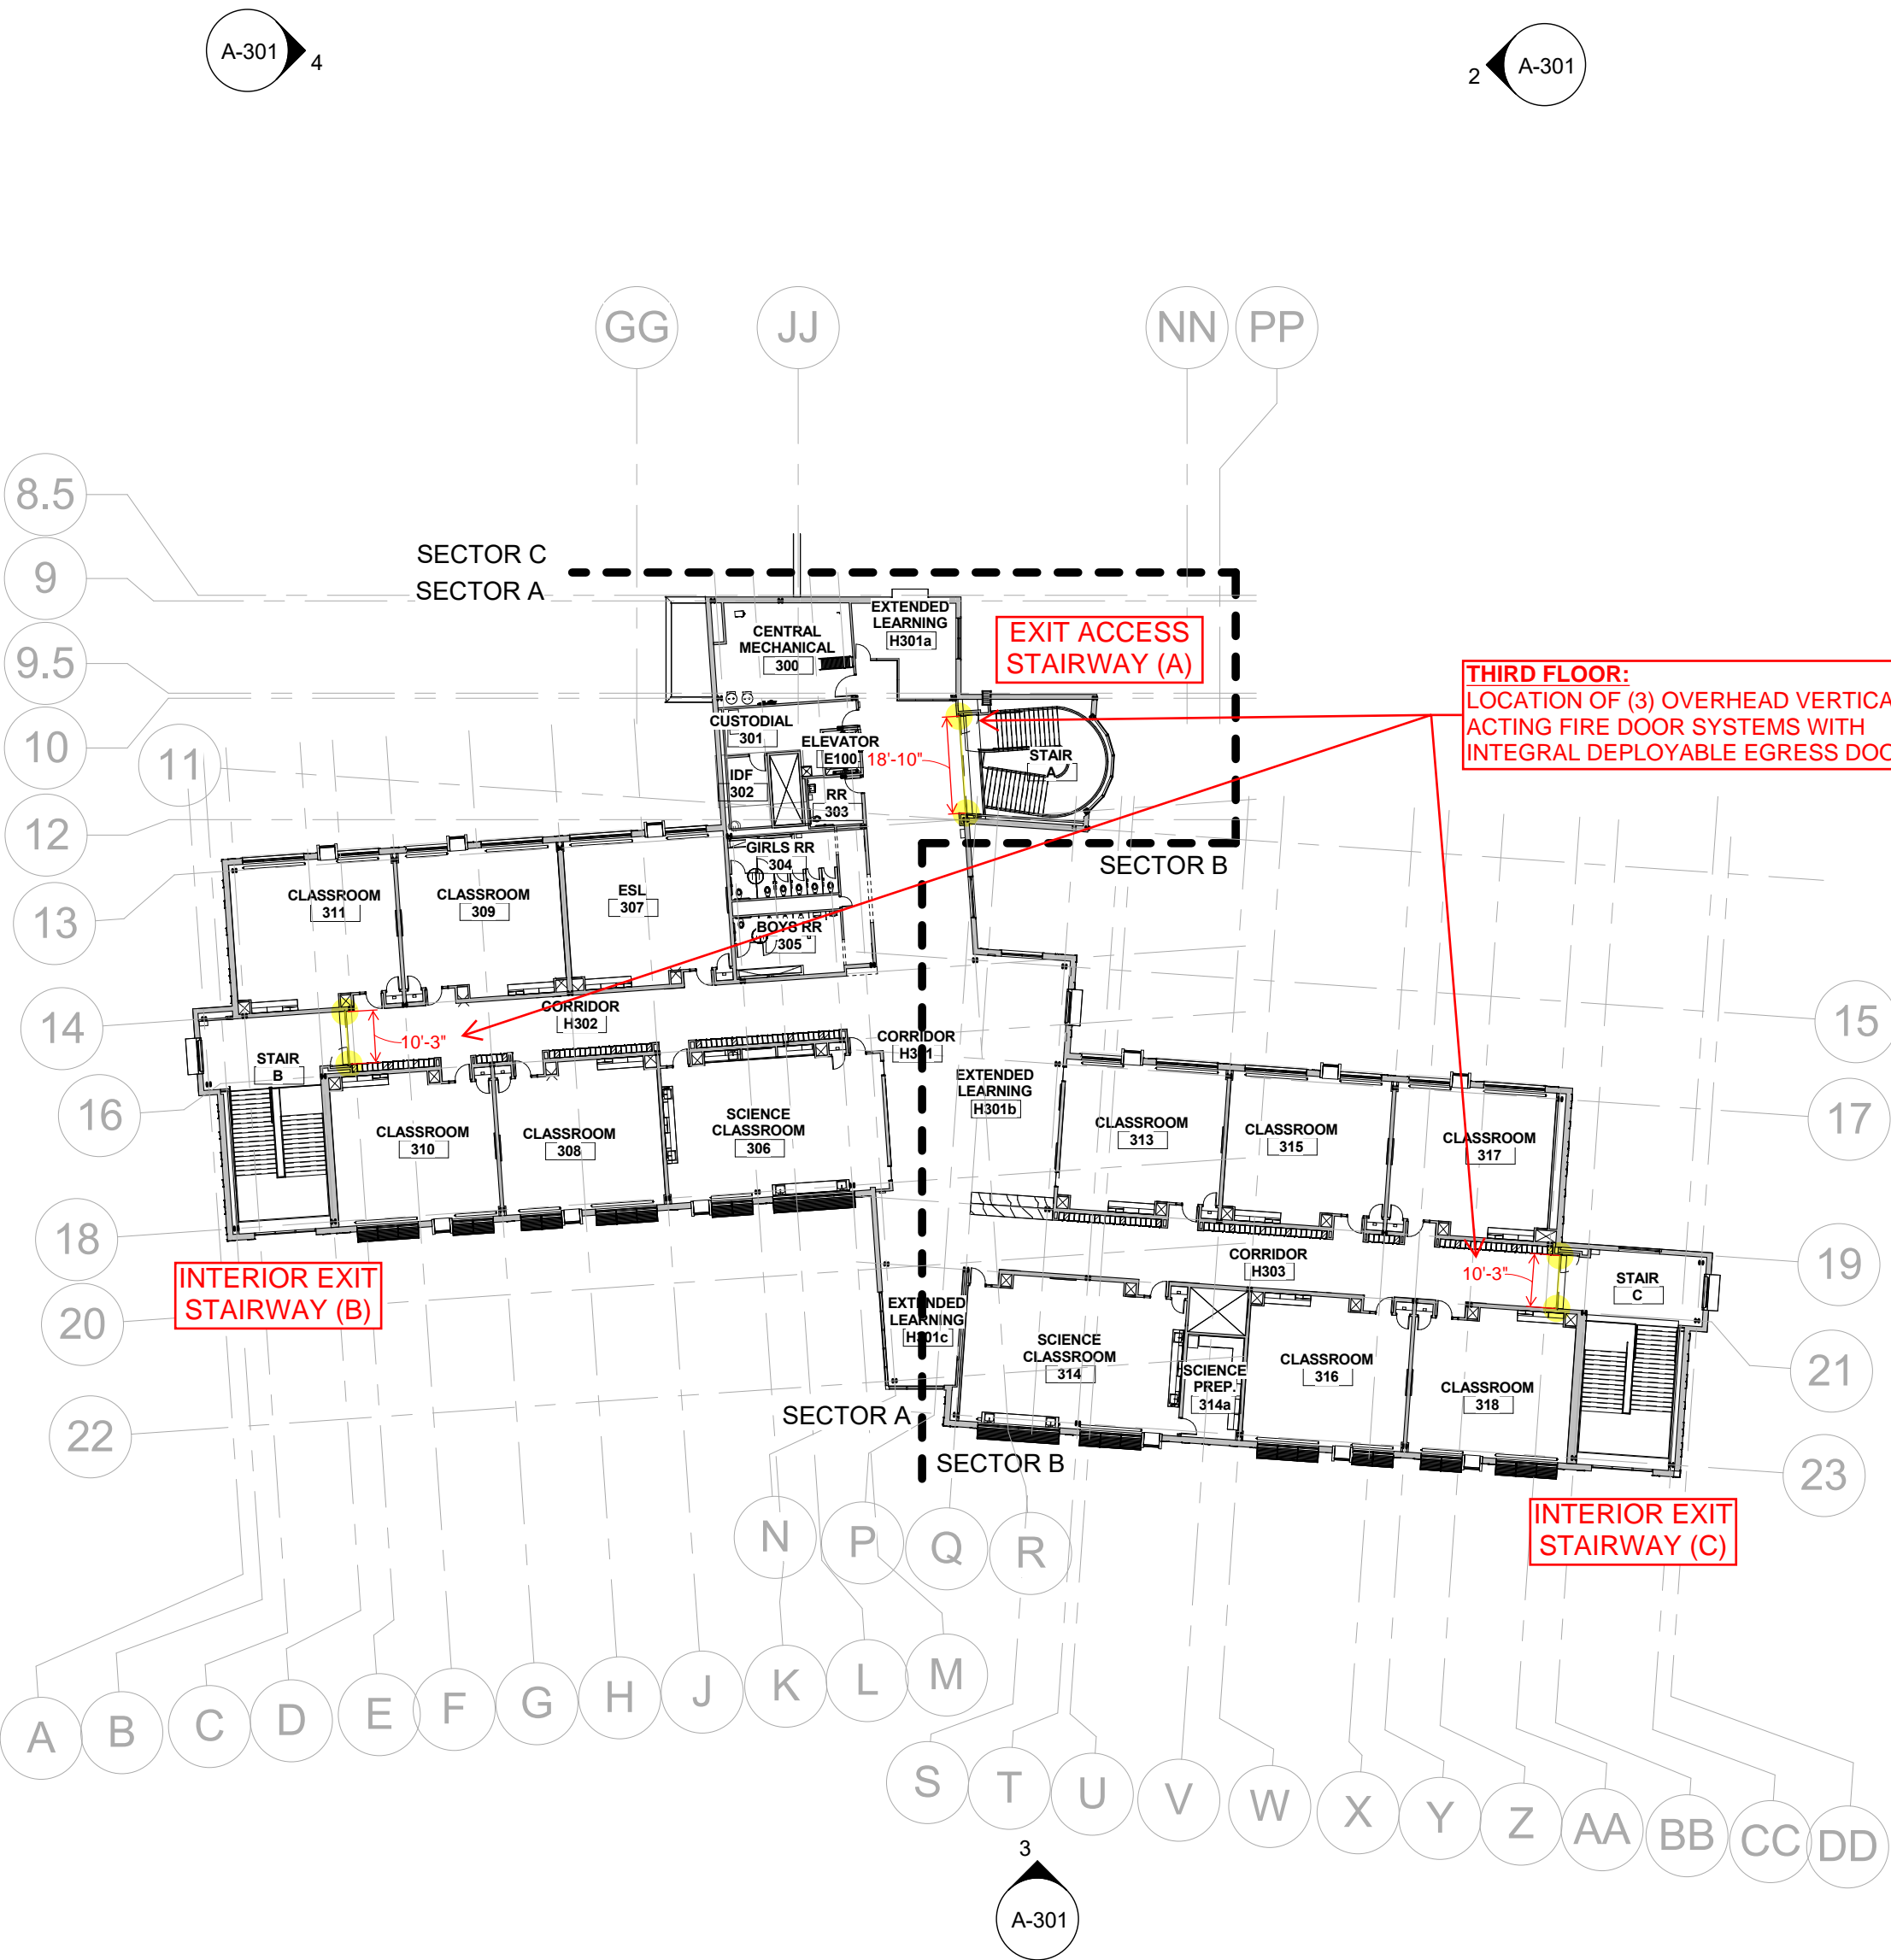 A-301
4
2
A-301
GG
JJ
NN
PP
8.5
9
9.5
10
11
12
13
14
16
18
20
22
15
17
19
21
23
SECTOR C
SECTOR A
EXTENDED
LEARNING
H301a
CENTRAL
MECHANICAL
300
EXIT ACCESS
STAIRWAY (A)
THIRD FLOOR:
LOCATION OF (3) OVERHEAD
ACTING FIRE DOOR SYSTEMS WITH
INTEGRAL DEPLOYABLE EGRESS
CUSTODIAL
301
ELEVATOR
E100
18'-10"
STAIR
A
IDF
302
RR
303
GIRLS RR
304
SECTOR B
CLASSROOM
311
CLASSROOM
309
ESL
307
BOYS RR
305
CORRIDOR
H302
10'-3"
STAIR
B
CORRIDOR
H301
EXTENDED
LEARNING
H301b
CLASSROOM
310
CLASSROOM
308
SCIENCE
CLASSROOM
306
CLASSROOM
313
CLASSROOM
315
CLASSROOM
317
INTERIOR EXIT
STAIRWAY (B)
CORRIDOR
H303
10'-3"
STAIR
C
EXTENDED
LEARNING
H301c
SCIENCE
CLASSROOM
314
SCIENCE
PREP.
314a
CLASSROOM
316
CLASSROOM
318
SECTOR A
SECTOR B
INTERIOR EXIT
STAIRWAY (C)
N
P
Q
R
A
B
C
D
E
F
G
H
J
K
L
M
S
T
U
V
W
X
Y
Z
AA
BB
CC
DD
3
A-301